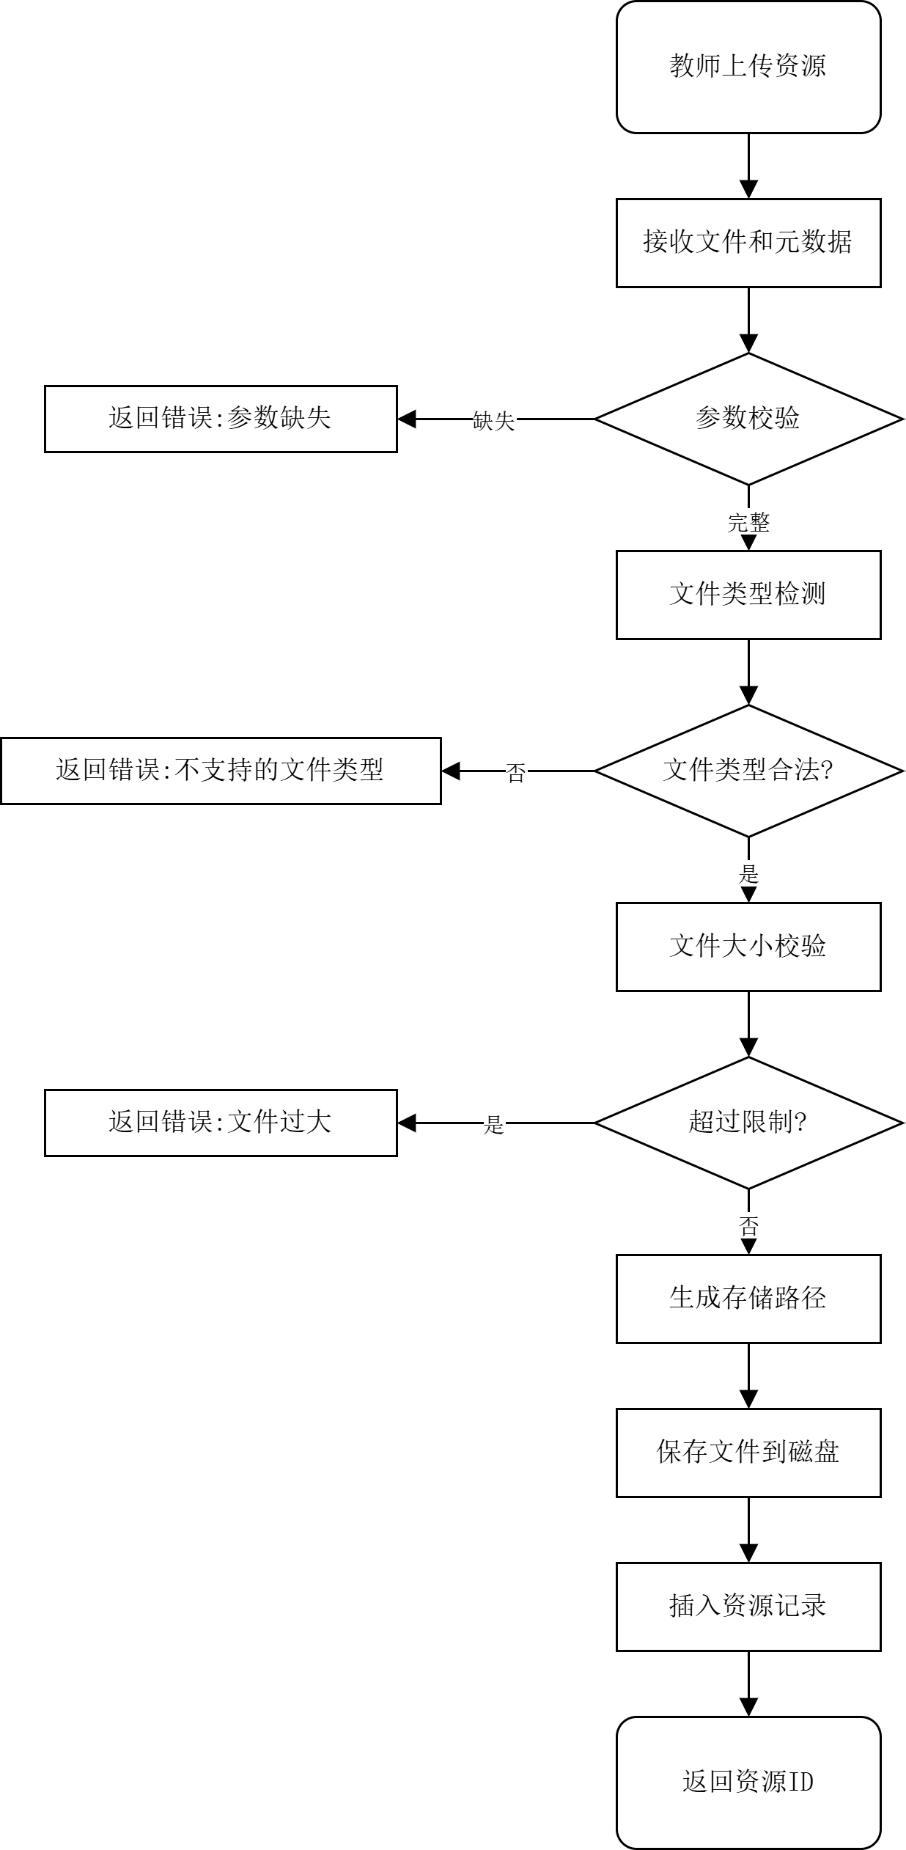 教师上传资源
接收文件和元数据
参数校验
缺失
返回错误:参数缺失
完整
文件类型检测
文件类型合法?
否
返回错误:不支持的文件类型
是
文件大小校验
超过限制?
是
返回错误:文件过大
否
生成存储路径
保存文件到磁盘
插入资源记录
返回资源ID